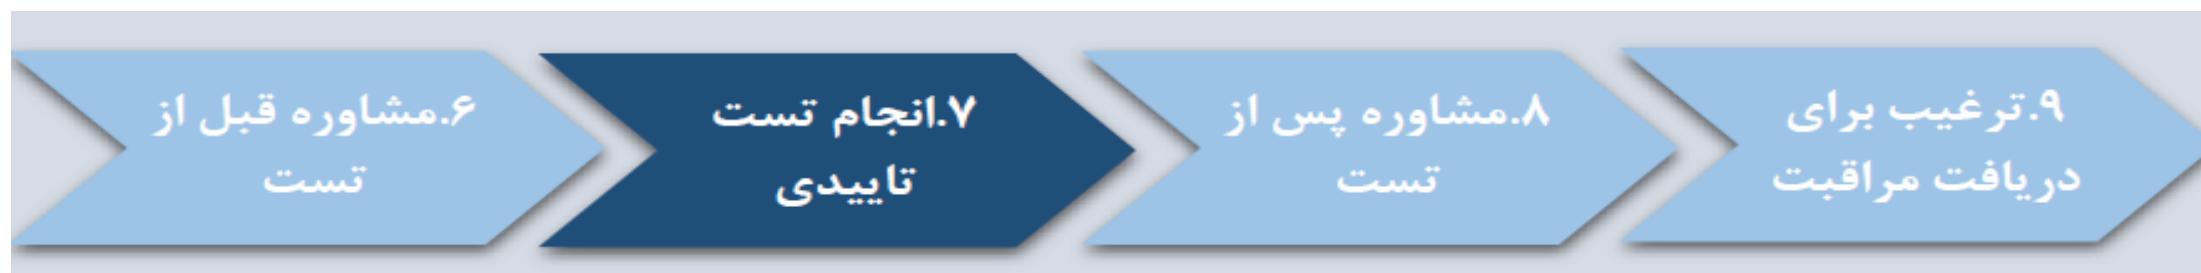 ۶.مشاوره قبل از
تست
۷.انجام تست
تاییدی
۸.مشاوره پس از
تست
۹.ترغیب برای
دریافت مراقبت